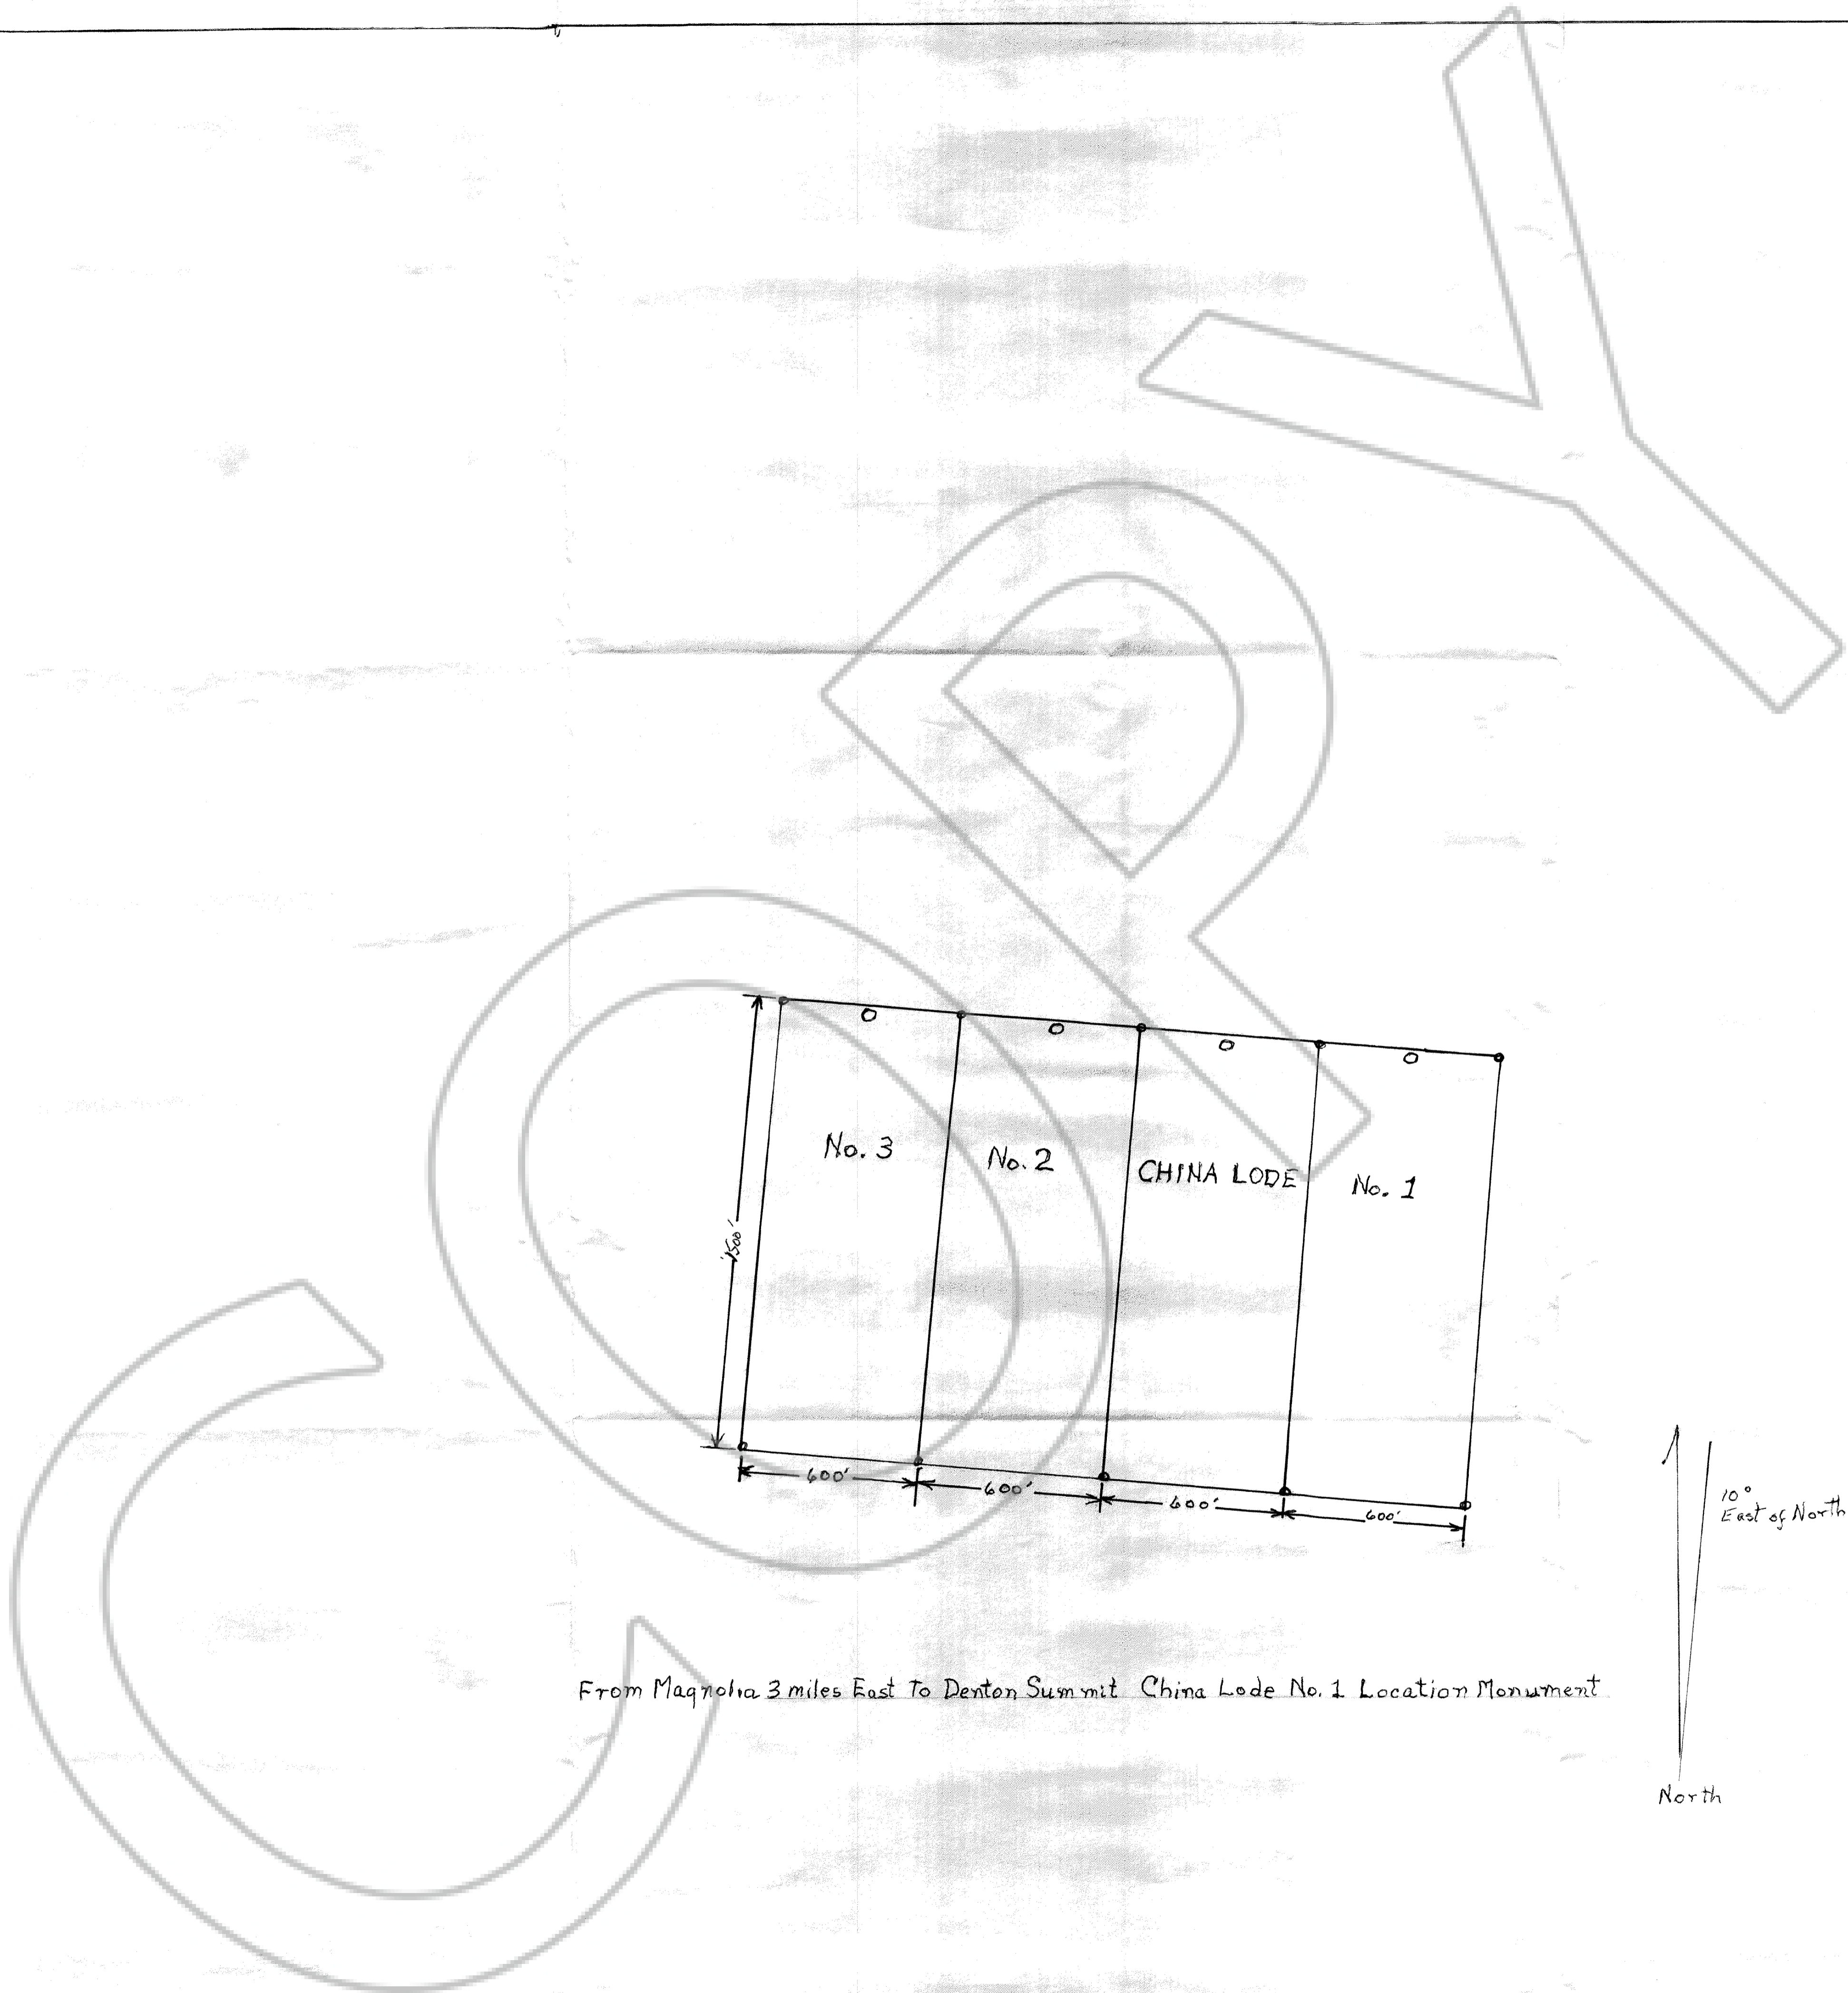 COPY
No. 3
No. 2
CHINA LODE
No. 1
1500'
600'
600'
600'
600'
10°
East of North
From Magnolia 3 miles East To Denton Summit China Lode No. 1 Location Monument
North